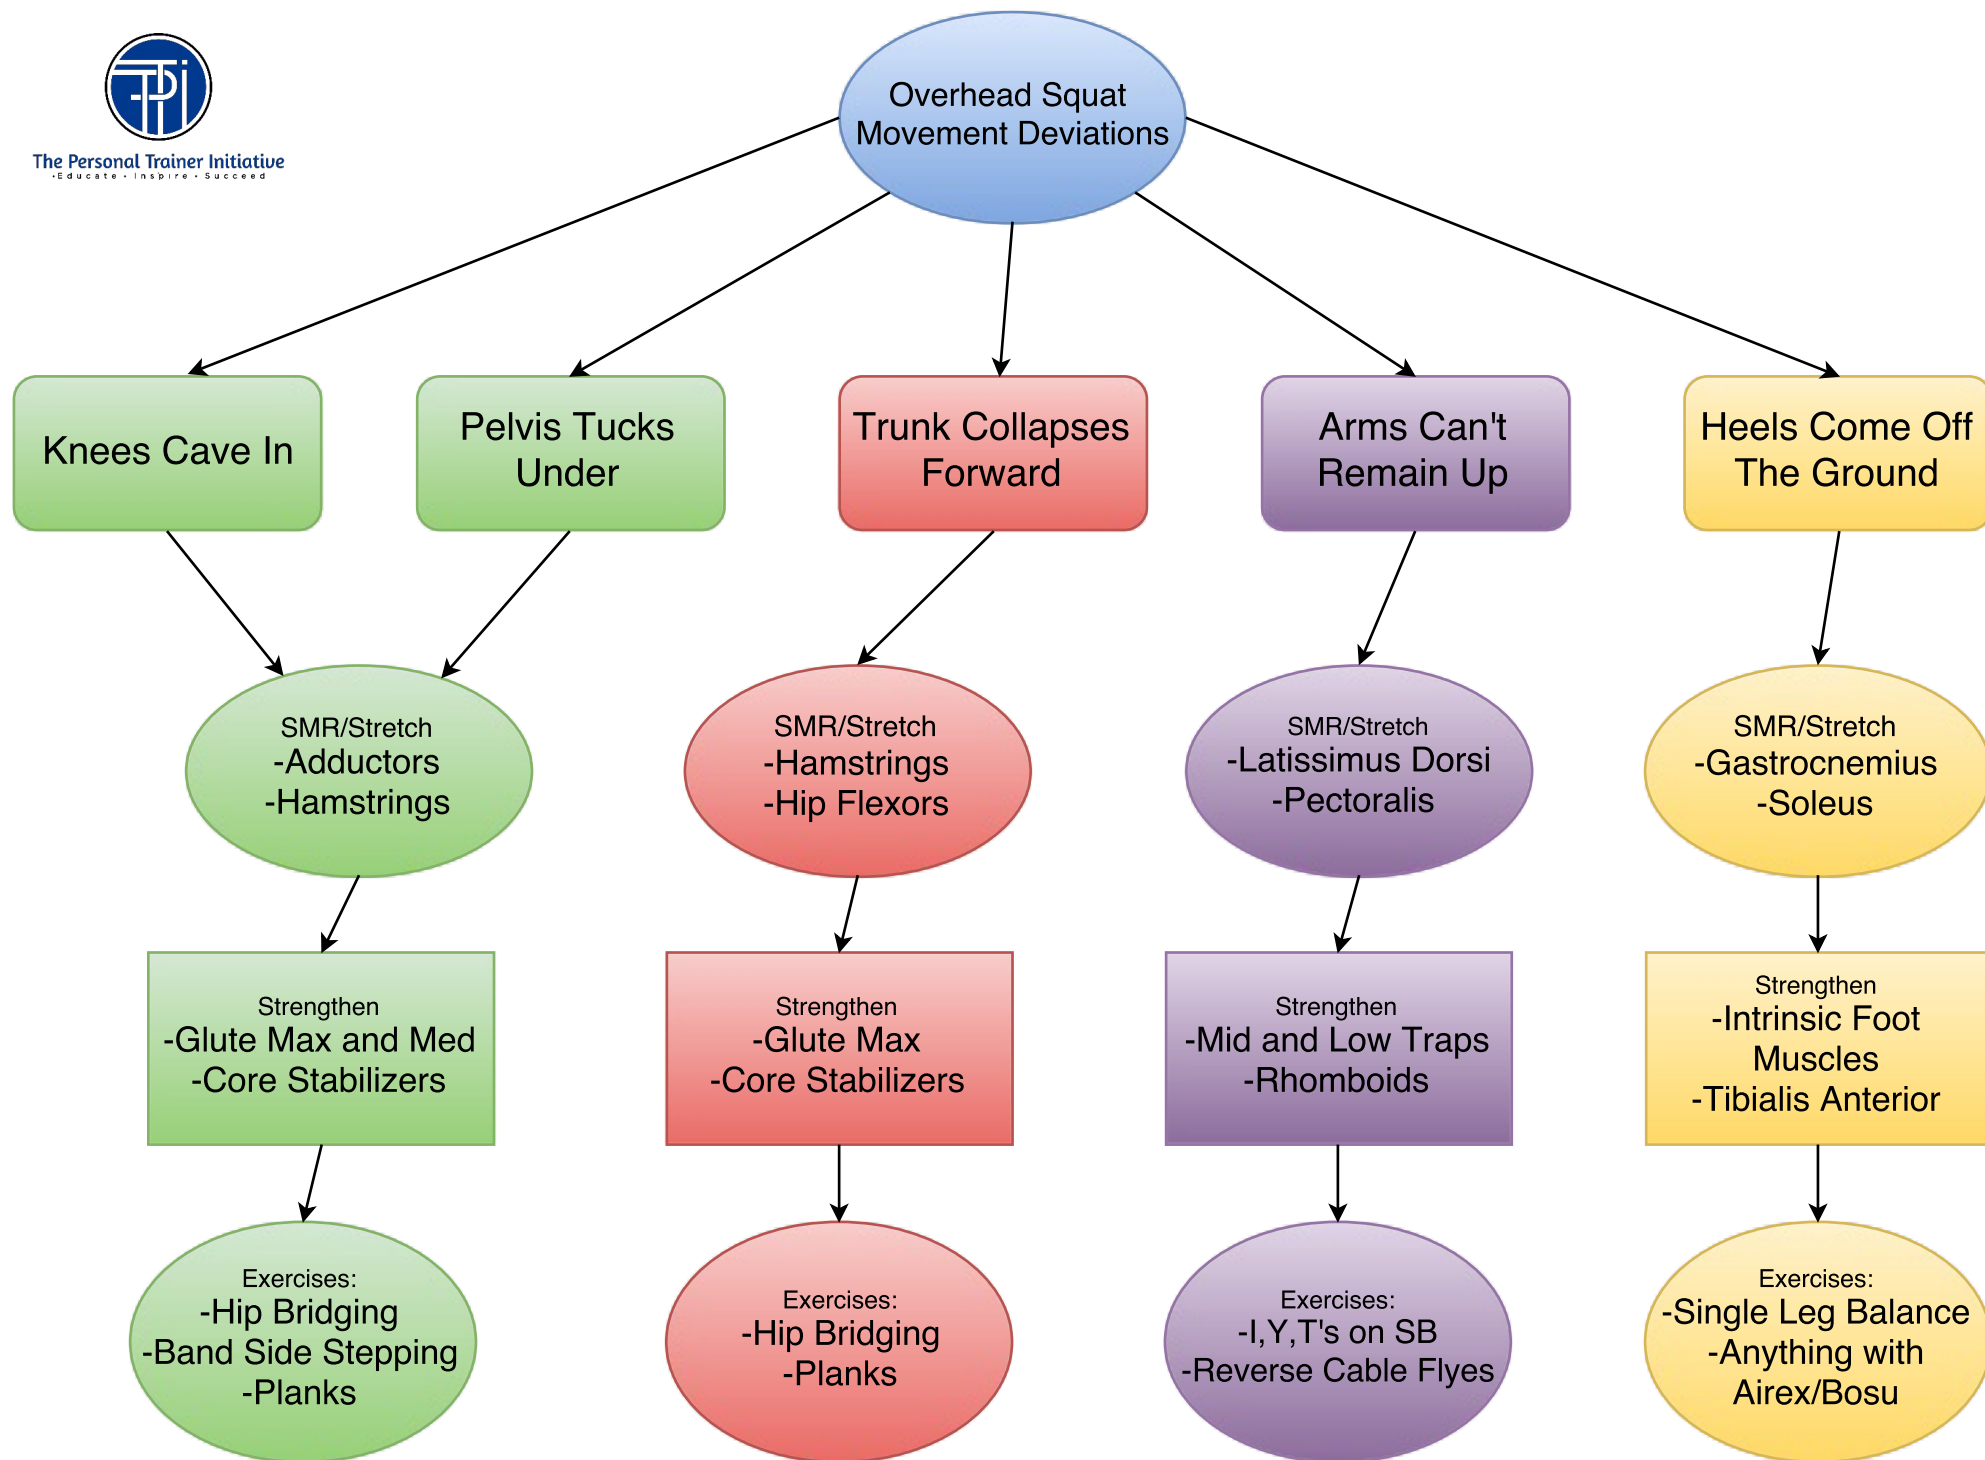 The Personal Trainer Initiative
·Educate · Inspire · Succeed
Overhead Squat
Movement Deviations
Knees Cave In
Pelvis Tucks
Under
Trunk Collapses
Forward
Arms Can't
Remain Up
Heels Come Off
The Ground
SMR/Stretch
-Adductors
-Hamstrings
SMR/Stretch
-Hamstrings
-Hip Flexors
SMR/Stretch
-Latissimus Dorsi
-Pectoralis
SMR/Stretch
-Gastrocnemius
-Soleus
Strengthen
-Glute Max and Med
-Core Stabilizers
Strengthen
-Glute Max
-Core Stabilizers
Strengthen
-Mid and Low Traps
-Rhomboids
Strengthen
-Intrinsic Foot
Muscles
-Tibialis Anterior
Exercises:
-Hip Bridging
-Band Side Stepping
-Planks
Exercises:
-Hip Bridging
-Planks
Exercises:
-I,Y,T's on SB
-Reverse Cable Flyes
Exercises:
-Single Leg Balance
-Anything with
Airex/Bosu